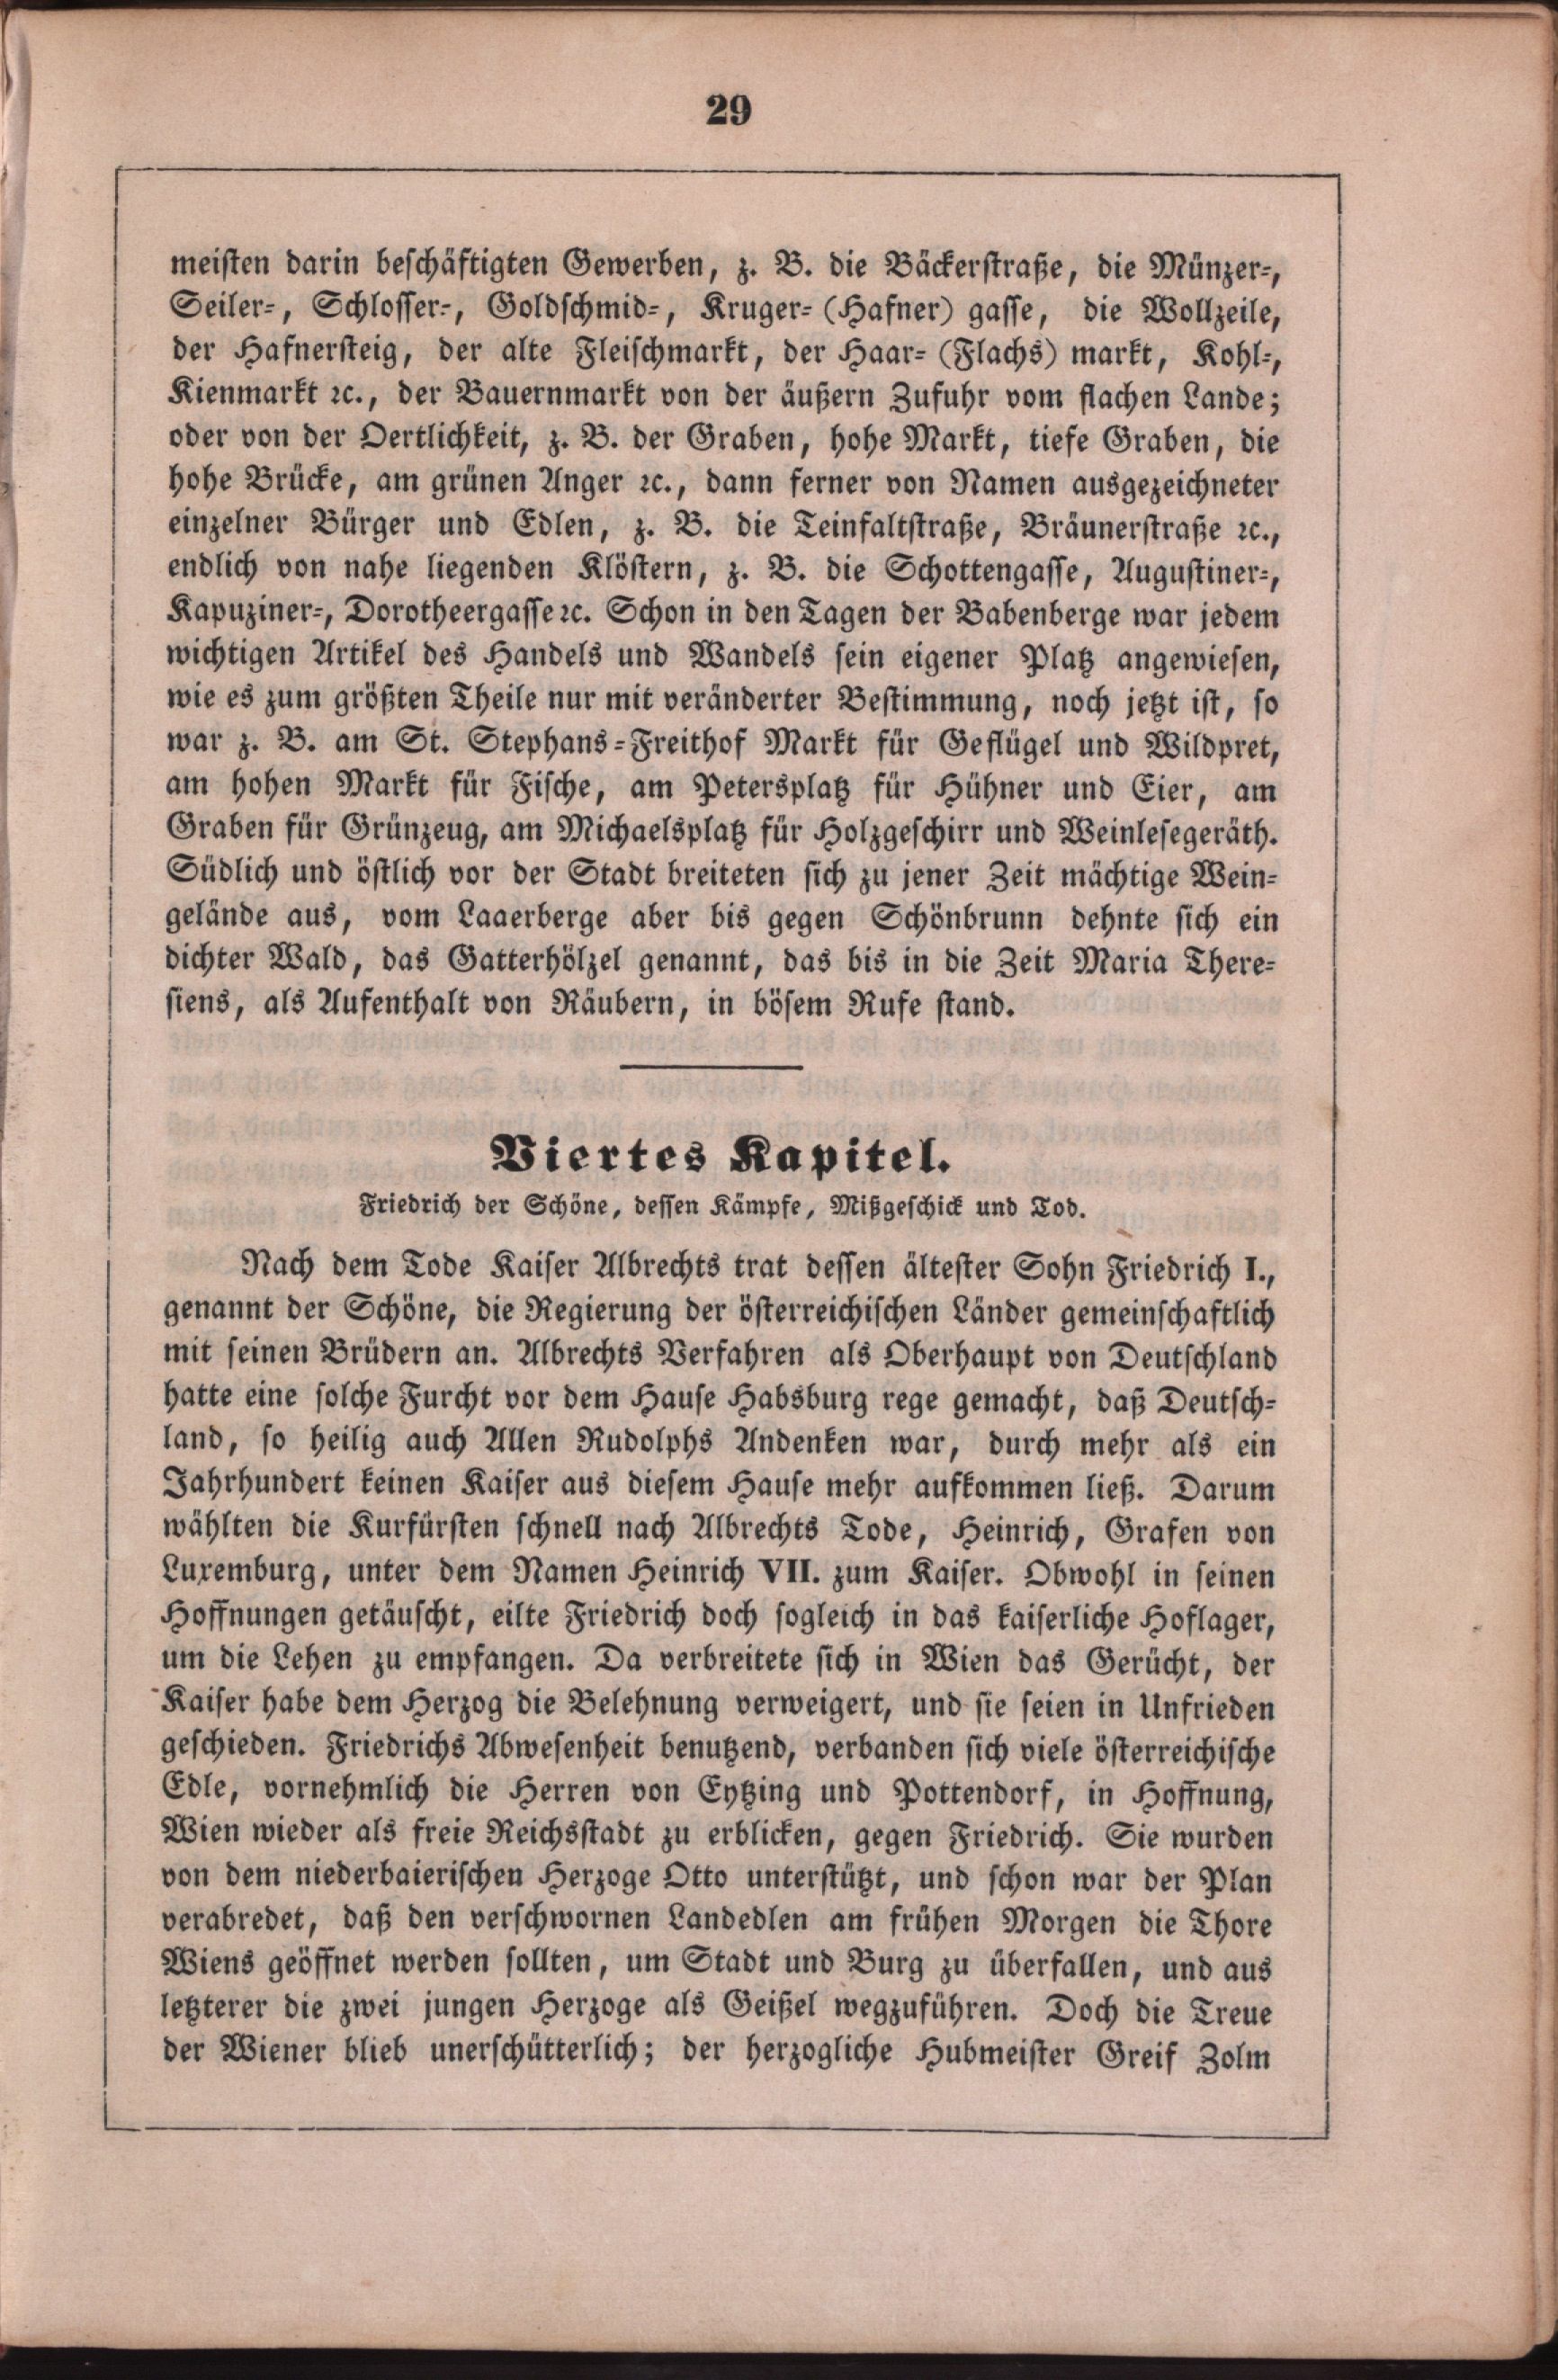 29
meisten darin beschäftigten Gewerben, z. B. die Bäckerstraße, die Münzer-,
Seiler-, Schlosser-, Goldschmid-, Kruger- (Hafner) gasse, die Wollzeile,
der Hafnersteig, der alte Fleischmarkt, der Haar- (Flachs) markt, Kohl-,
Kienmarkt ꝛc., der Bauernmarkt von der äußern Zufuhr vom flachen Lande;
oder von der Oertlichkeit, z. B. der Graben, hohe Markt, tiefe Graben, die
hohe Brücke, am grünen Anger ꝛc., dann ferner von Namen ausgezeichneter
einzelner Bürger und Edlen, z. B. die Teinfaltstraße, Bräunerstraße ꝛc.,
endlich von nahe liegenden Klöstern, z. B. die Schottengasse, Augustiner-,
Kapuziner-, Dorotheergasse ꝛc. Schon in den Tagen der Babenberge war jedem
wichtigen Artikel des Handels und Wandels sein eigener Platz angewiesen,
wie es zum größten Theile nur mit veränderter Bestimmung, noch jetzt ist, so
war z. B. am St. Stephans-Freithof Markt für Geflügel und Wildpret,
am hohen Markt für Fische, am Petersplatz für Hühner und Eier, am
Graben für Grünzeug, am Michaelsplatz für Holzgeschirr und Weinlesegeräth.
Südlich und östlich vor der Stadt breiteten sich zu jener Zeit mächtige Wein-
gelände aus, vom Laaerberge aber bis gegen Schönbrunn dehnte sich ein
dichter Wald, das Gatterhölzel genannt, das bis in die Zeit Maria There-
siens, als Aufenthalt von Räubern, in bösem Rufe stand.
Viertes Kapitel.
Friedrich der Schöne, dessen Kämpfe, Mißgeschick und Tod.
Nach dem Tode Kaiser Albrechts trat dessen ältester Sohn Friedrich I.,
genannt der Schöne, die Regierung der österreichischen Länder gemeinschaftlich
mit seinen Brüdern an. Albrechts Verfahren als Oberhaupt von Deutschland
hatte eine solche Furcht vor dem Hause Habsburg rege gemacht, daß Deutsch-
land, so heilig auch Allen Rudolphs Andenken war, durch mehr als ein
Jahrhundert keinen Kaiser aus diesem Hause mehr aufkommen ließ. Darum
wählten die Kurfürsten schnell nach Albrechts Tode, Heinrich, Grafen von
Luxemburg, unter dem Namen Heinrich VII. zum Kaiser. Obwohl in seinen
Hoffnungen getäuscht, eilte Friedrich doch sogleich in das kaiserliche Hoflager,
um die Lehen zu empfangen. Da verbreitete sich in Wien das Gerücht, der
Kaiser habe dem Herzog die Belehnung verweigert, und sie seien in Unfrieden
geschieden. Friedrichs Abwesenheit benutzend, verbanden sich viele österreichische
Edle, vornehmlich die Herren von Eytzing und Pottendorf, in Hoffnung,
Wien wieder als freie Reichsstadt zu erblicken, gegen Friedrich. Sie wurden
von dem niederbaierischen Herzoge Otto unterstützt, und schon war der Plan
verabredet, daß den verschwornen Landedlen am frühen Morgen die Thore
Wiens geöffnet werden sollten, um Stadt und Burg zu überfallen, und aus
letzterer die zwei jungen Herzoge als Geißel wegzuführen. Doch die Treue
der Wiener blieb unerschütterlich; der herzogliche Hubmeister Greif Zolm